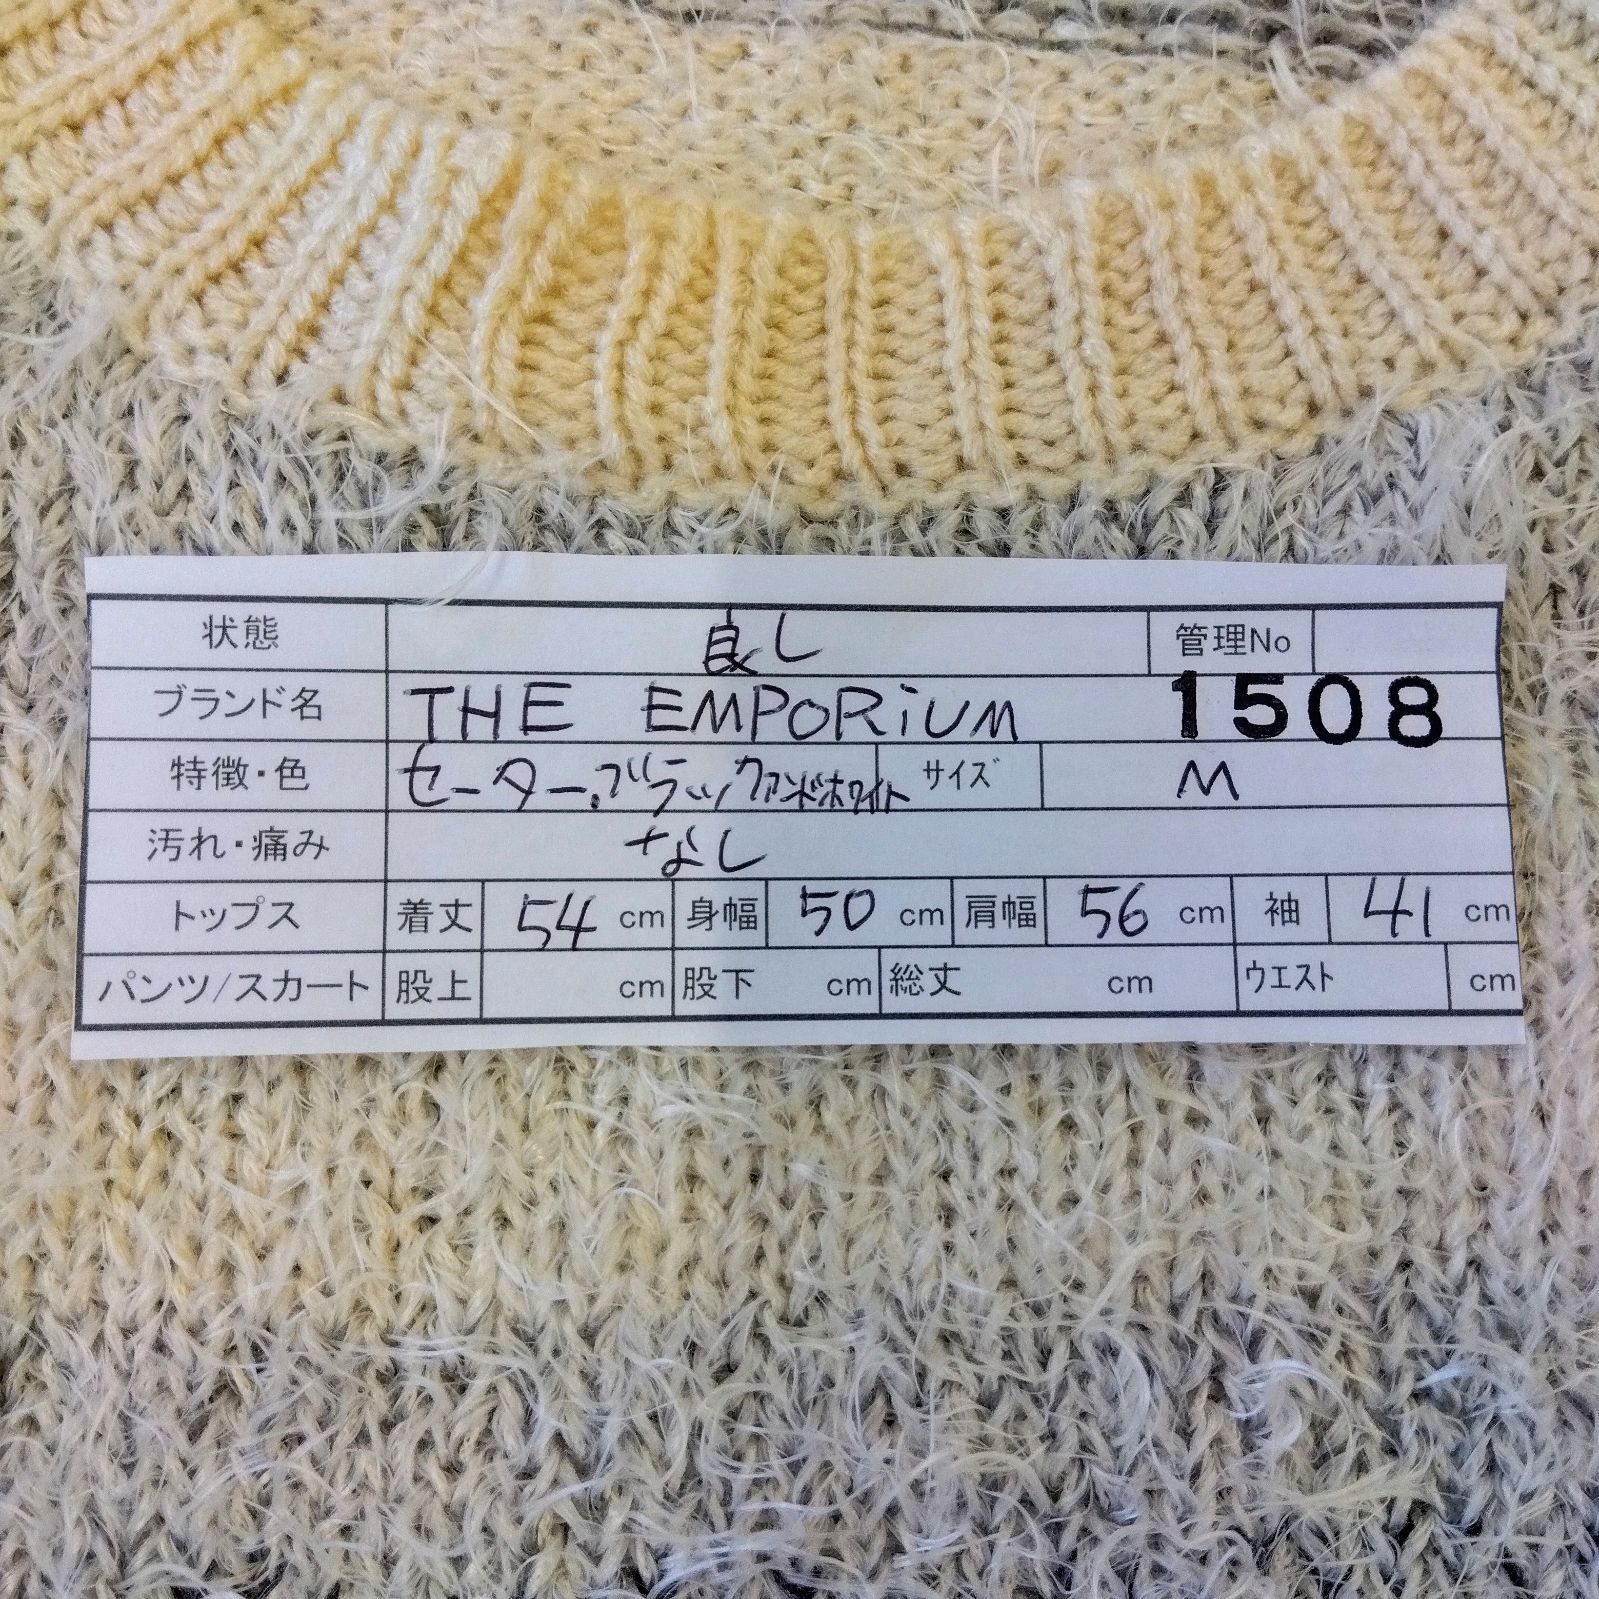 状態 良し 管理No
ブランド名 THE EMPORiUM 1508
特徴・色 セーター.ブラックアンドホワイト サイズ M
汚れ・痛み なし
トップス 着丈 54 cm 身幅 50 cm 肩幅 56 cm 袖 41 cm
パンツ/スカート 股上 cm 股下 cm 総丈 cm ウエスト cm